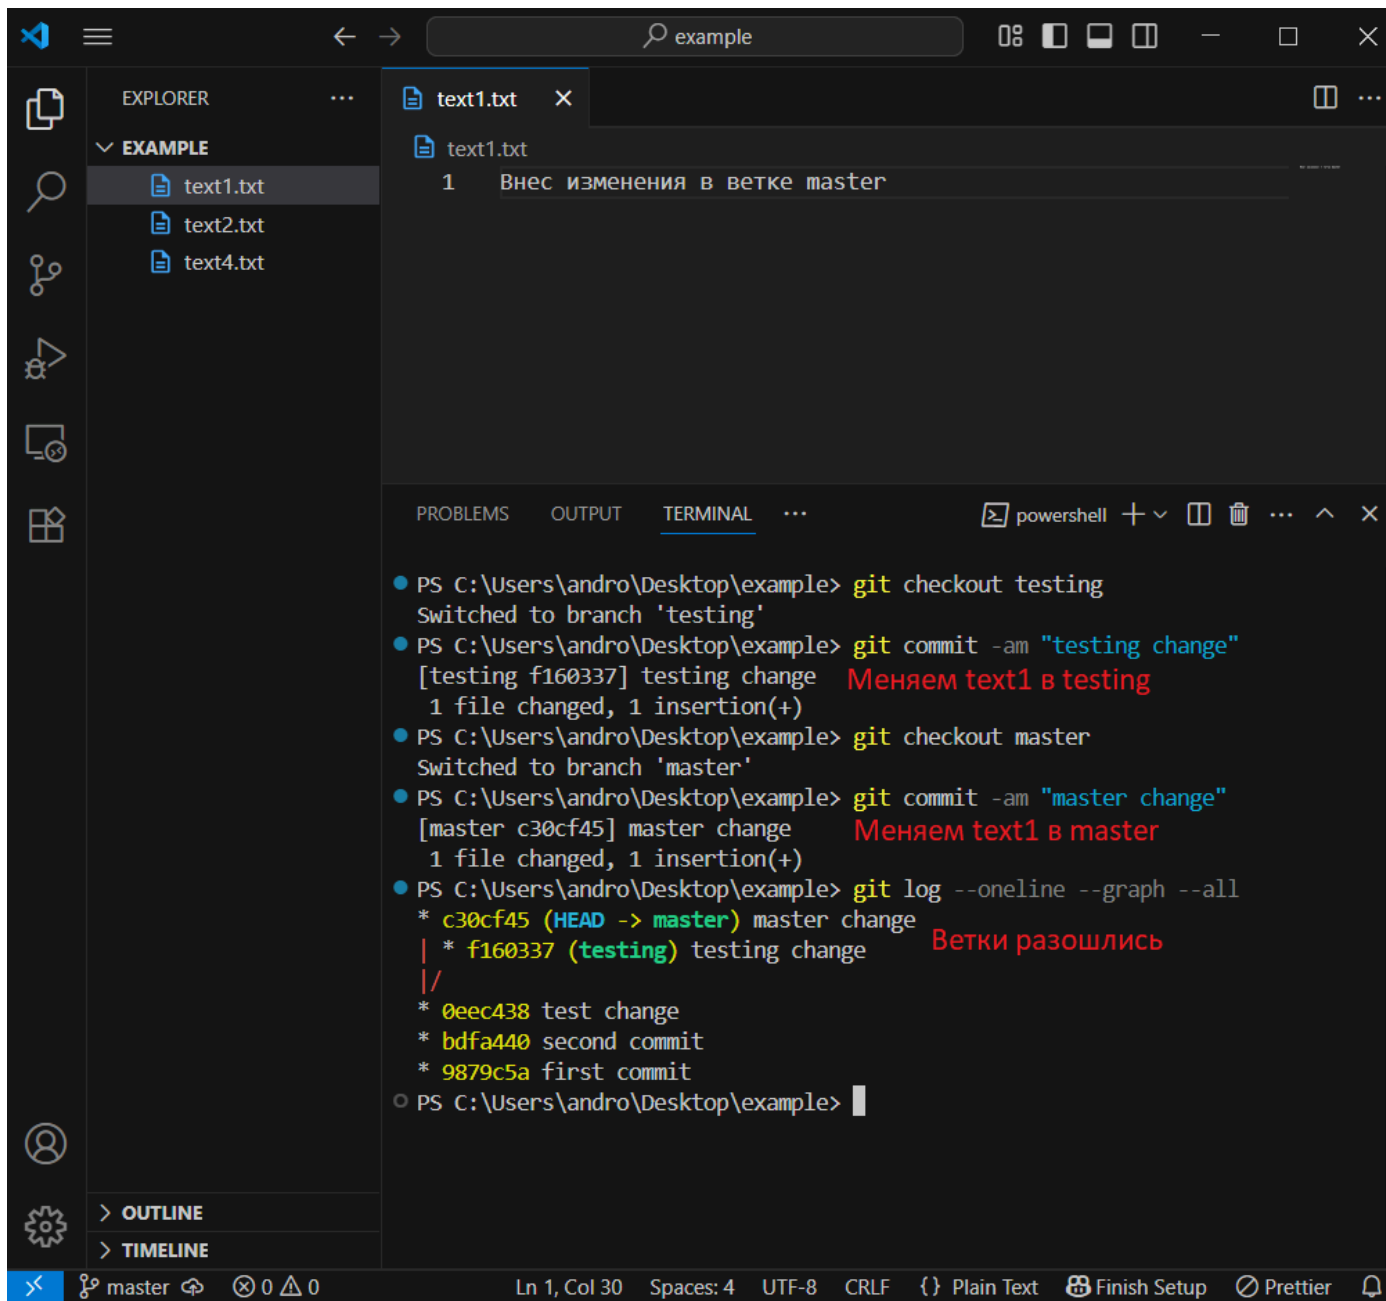 example
EXPLORER
text1.txt
EXAMPLE
text1.txt
text2.txt
text4.txt
text1.txt
1 Внес изменения в ветке master
PROBLEMS OUTPUT TERMINAL ... powershell
PS C:\Users\andro\Desktop\example> git checkout testing
Switched to branch 'testing'
PS C:\Users\andro\Desktop\example> git commit -am "testing change"
[testing f160337] testing change Меняем text1 в testing
1 file changed, 1 insertion(+)
PS C:\Users\andro\Desktop\example> git checkout master
Switched to branch 'master'
PS C:\Users\andro\Desktop\example> git commit -am "master change"
[master c30cf45] master change Меняем text1 в master
1 file changed, 1 insertion(+)
PS C:\Users\andro\Desktop\example> git log --oneline --graph --all
* c30cf45 (HEAD -> master) master change
| * f160337 (testing) testing change Ветки разошлись
|/
* 0eec438 test change
* bdfa440 second commit
* 9879c5a first commit
PS C:\Users\andro\Desktop\example>
OUTLINE
TIMELINE
master 0 0 Ln 1, Col 30 Spaces: 4 UTF-8 CRLF {} Plain Text Finish Setup Prettier